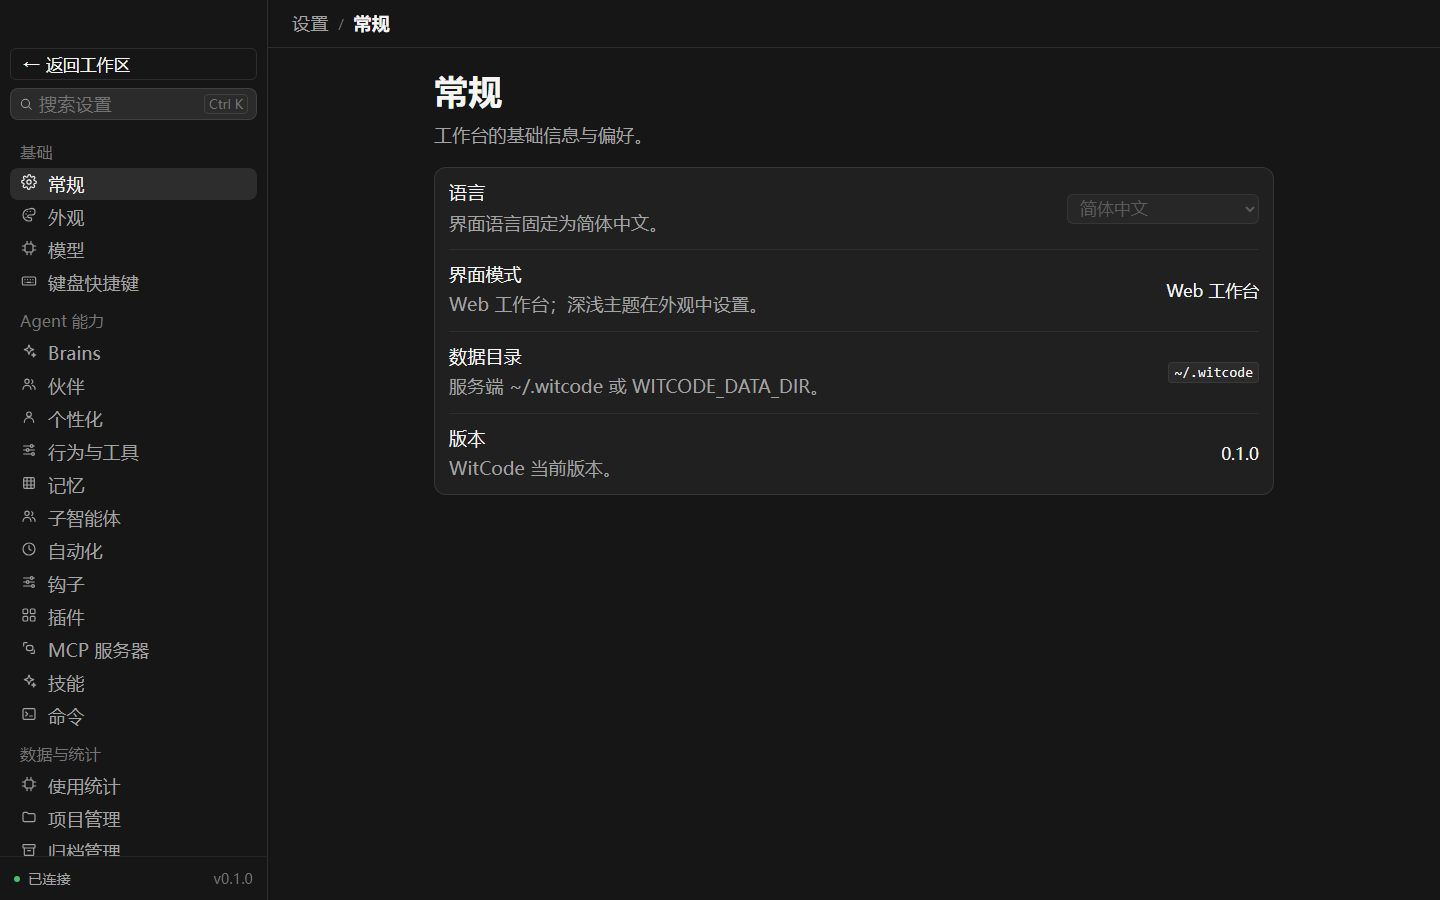 设置 / 常规
← 返回工作区
搜索设置 Ctrl K
基础
常规
外观
模型
键盘快捷键
Agent 能力
Brains
伙伴
个性化
行为与工具
记忆
子智能体
自动化
钩子
插件
MCP 服务器
技能
命令
数据与统计
使用统计
项目管理
归档管理
已连接 v0.1.0
常规
工作台的基础信息与偏好。
语言
界面语言固定为简体中文。
简体中文
界面模式
Web 工作台；深浅主题在外观中设置。
Web 工作台
数据目录
服务端 ~/.witcode 或 WITCODE_DATA_DIR。
~/.witcode
版本
WitCode 当前版本。
0.1.0